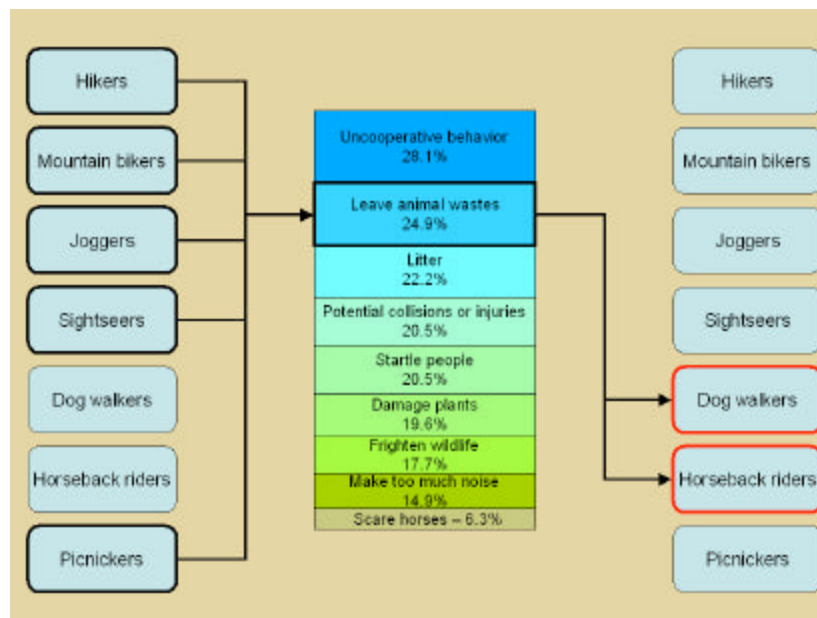 Hikers
Mountain bikers
Joggers
Sightseers
Dog walkers
Horseback riders
Picnickers
Uncooperative behavior
28.1%
Leave animal wastes
24.9%
Litter
22.2%
Potential collisions or injuries
20.5%
Startle people
20.5%
Damage plants
19.6%
Frighten wildlife
17.7%
Make too much noise
14.9%
Scare horses – 6.3%
Hikers
Mountain bikers
Joggers
Sightseers
Dog walkers
Horseback riders
Picnickers